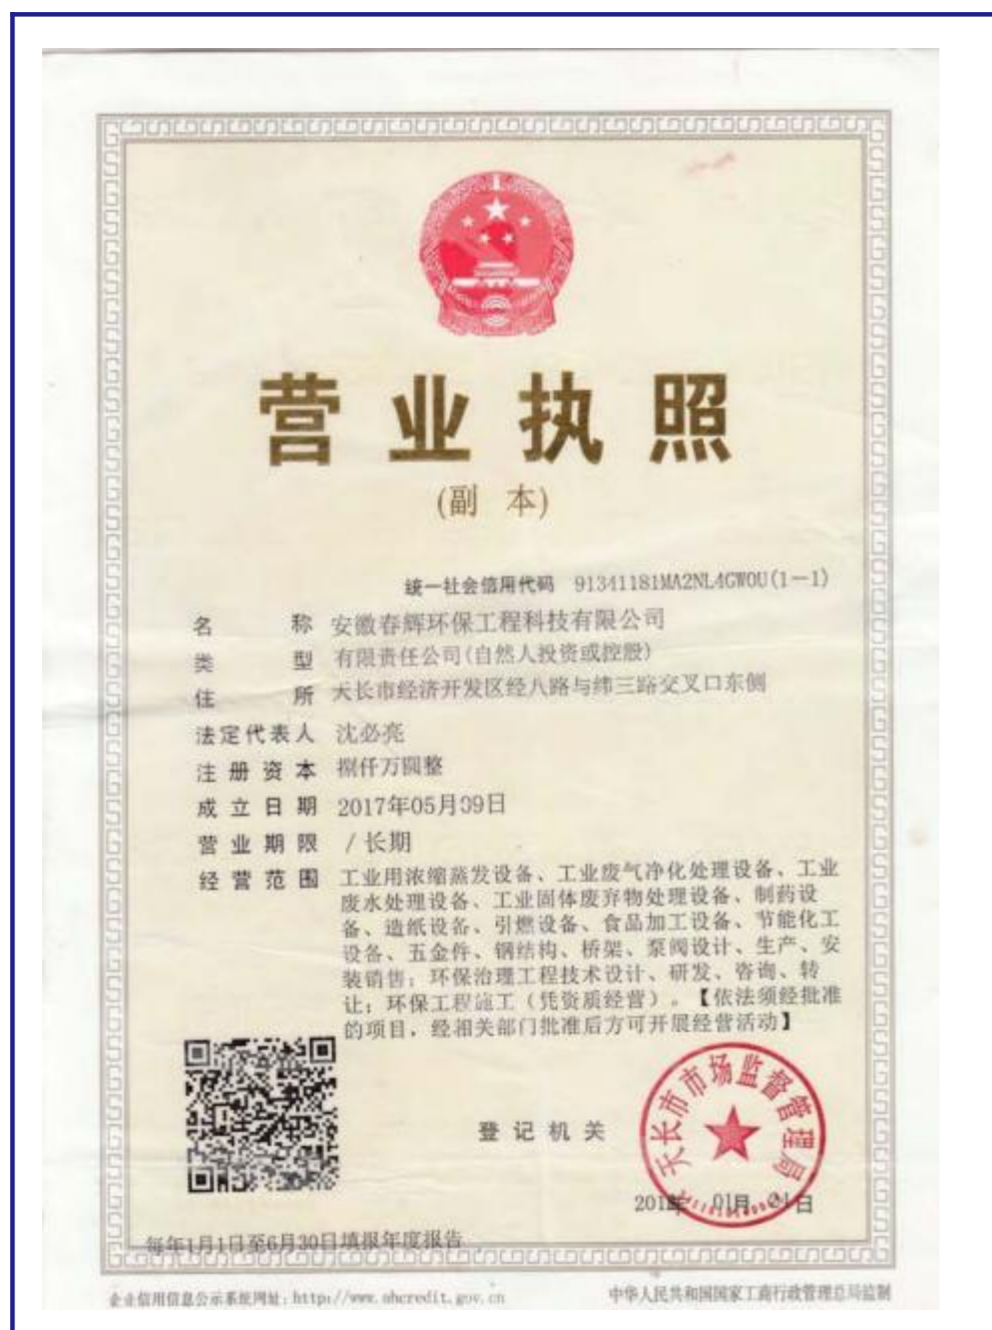 营业执照
(副 本)
统一社会信用代码 91341181MA2NL4GW0U(1-1)
名 称 安徽春辉环保工程科技有限公司
类 型 有限责任公司(自然人投资或控股)
住 所 天长市经济开发区经八路与纬三路交叉口东侧
法定代表人 沈必亮
注册资本 捌仟万圆整
成立日期 2017年05月09日
营业期限 / 长期
经营范围 工业用浓缩蒸发设备、工业废气净化处理设备、工业
废水处理设备、工业固体废弃物处理设备、制药设
备、造纸设备、引燃设备、食品加工设备、节能化工
设备、五金件、钢结构、桥架、泵阀设计、生产、安
装销售；环保治理工程技术设计、研发、咨询、转
让；环保工程施工（凭资质经营）。【依法须经批准
的项目，经相关部门批准后方可开展经营活动】
天长市市场监督管理局
登记机关
01月
日
每年1月1日至6月30日填报年度报告
企业信用信息公示系统网址：http://www.ahcredit.gov.cn
中华人民共和国国家工商行政管理总局监制